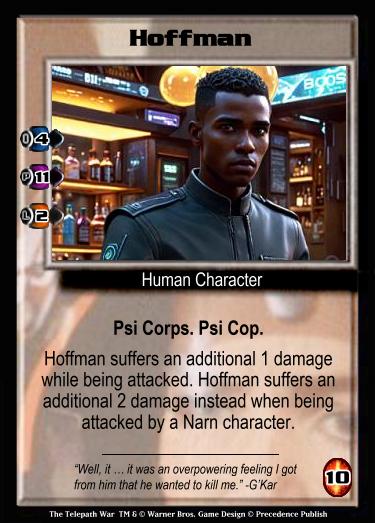 Hoffman
BOOS
I 4
P 11
L 2
Human Character
Psi Corps. Psi Cop.
Hoffman suffers an additional 1 damage
while being attacked. Hoffman suffers an
additional 2 damage instead when being
attacked by a Narn character.
"Well, it … it was an overpowering feeling I got
from him that he wanted to kill me." -G'Kar
10
The Telepath War TM & © Warner Bros. Game Design © Precedence Publish